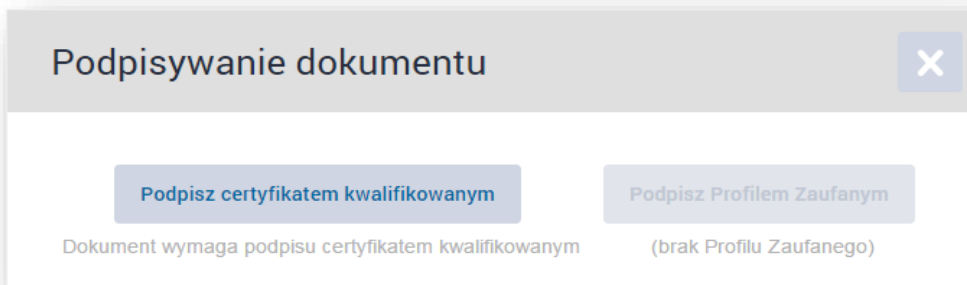 Podpisywanie dokumentu
Podpisz certyfikatem kwalifikowanym
Podpisz Profilem Zaufanym
Dokument wymaga podpisu certyfikatem kwalifikowanym
(brak Profilu Zaufanego)